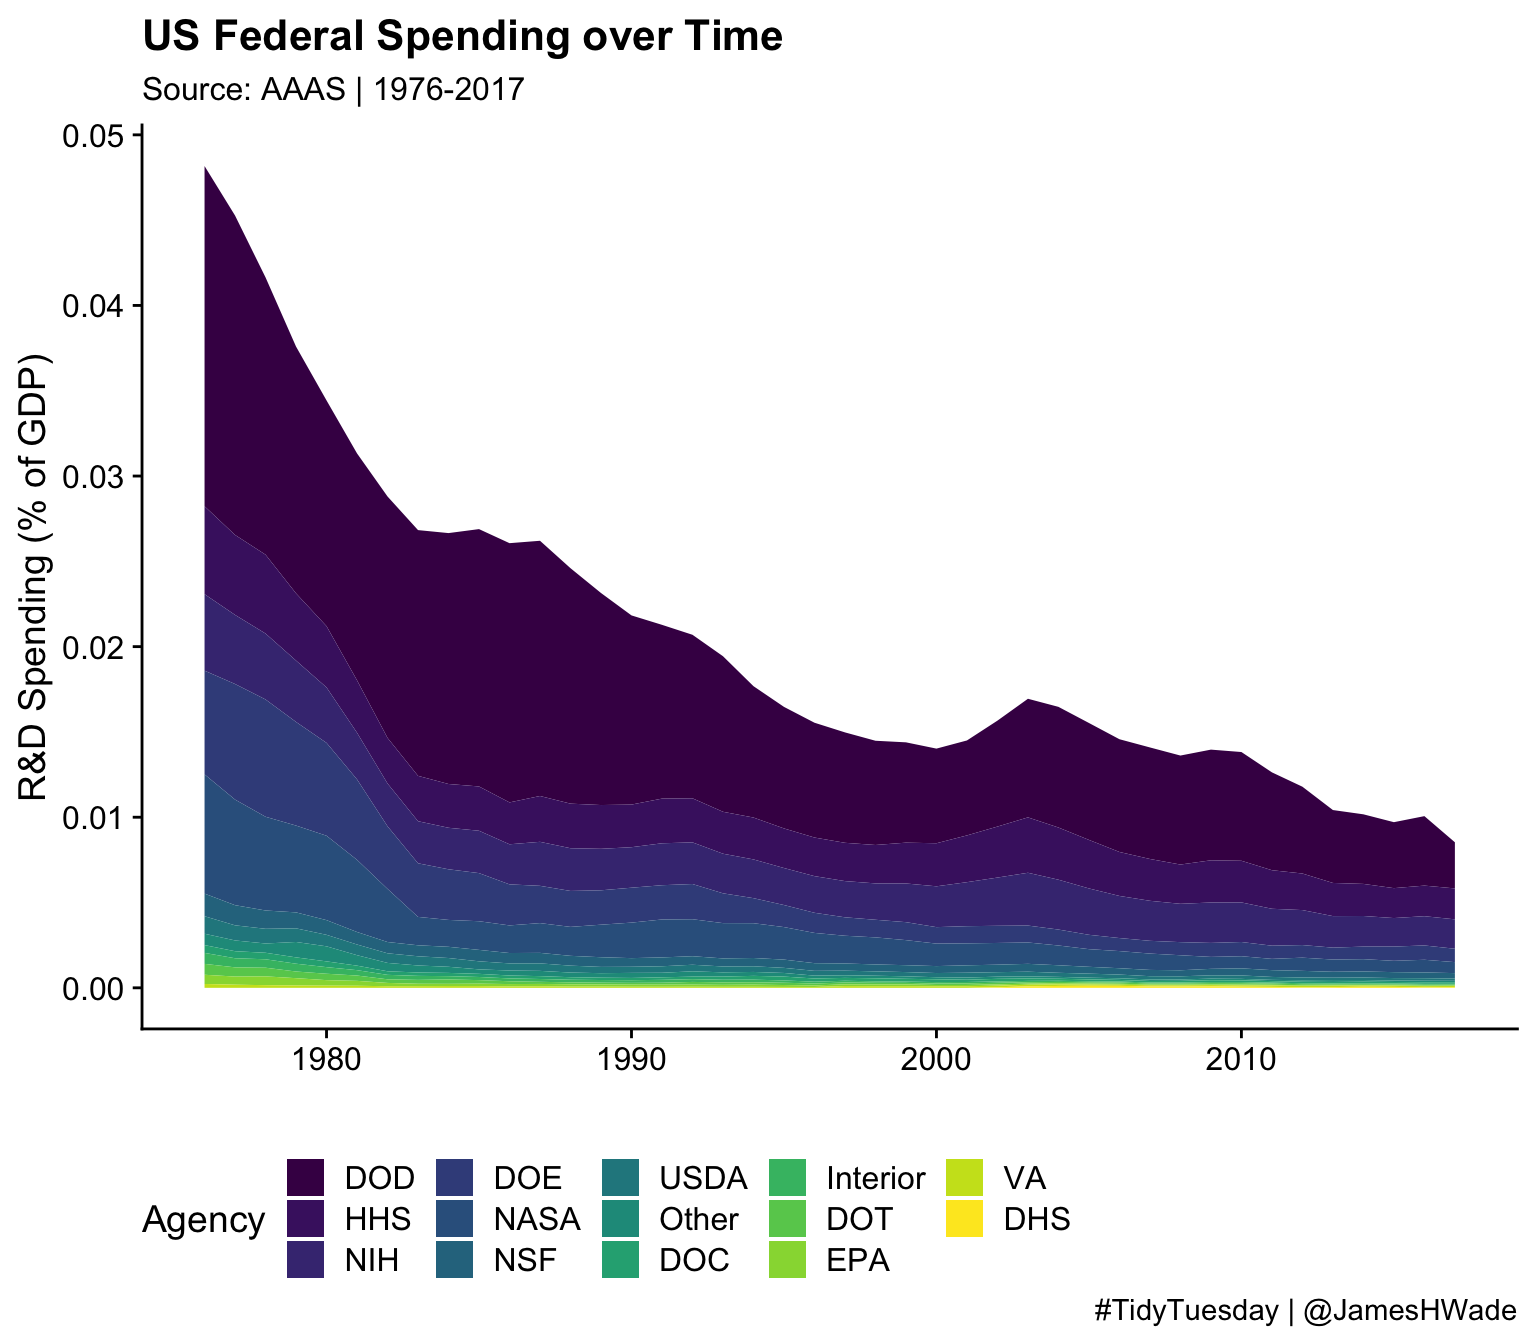 US Federal Spending over Time
Source: AAAS | 1976-2017
R&D Spending (% of GDP)
0.05
0.04
0.03
0.02
0.01
0.00
1980 1990 2000 2010
Agency
DOD DOE USDA Interior VA
HHS NASA Other DOT DHS
NIH NSF DOC EPA
#TidyTuesday | @JamesHWade